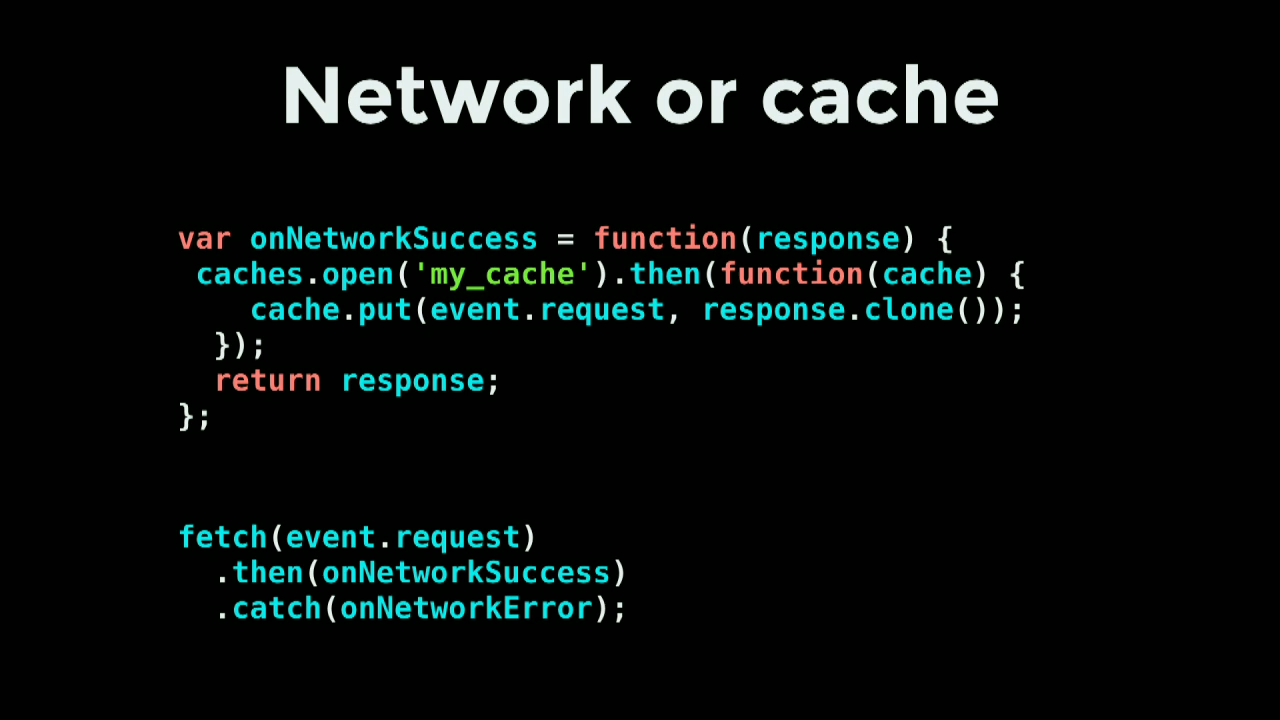 Network or cache
var onNetworkSuccess = function(response) {
 caches.open('my_cache').then(function(cache) {
    cache.put(event.request, response.clone());
  });
  return response;
};
fetch(event.request)
  .then(onNetworkSuccess)
  .catch(onNetworkError);